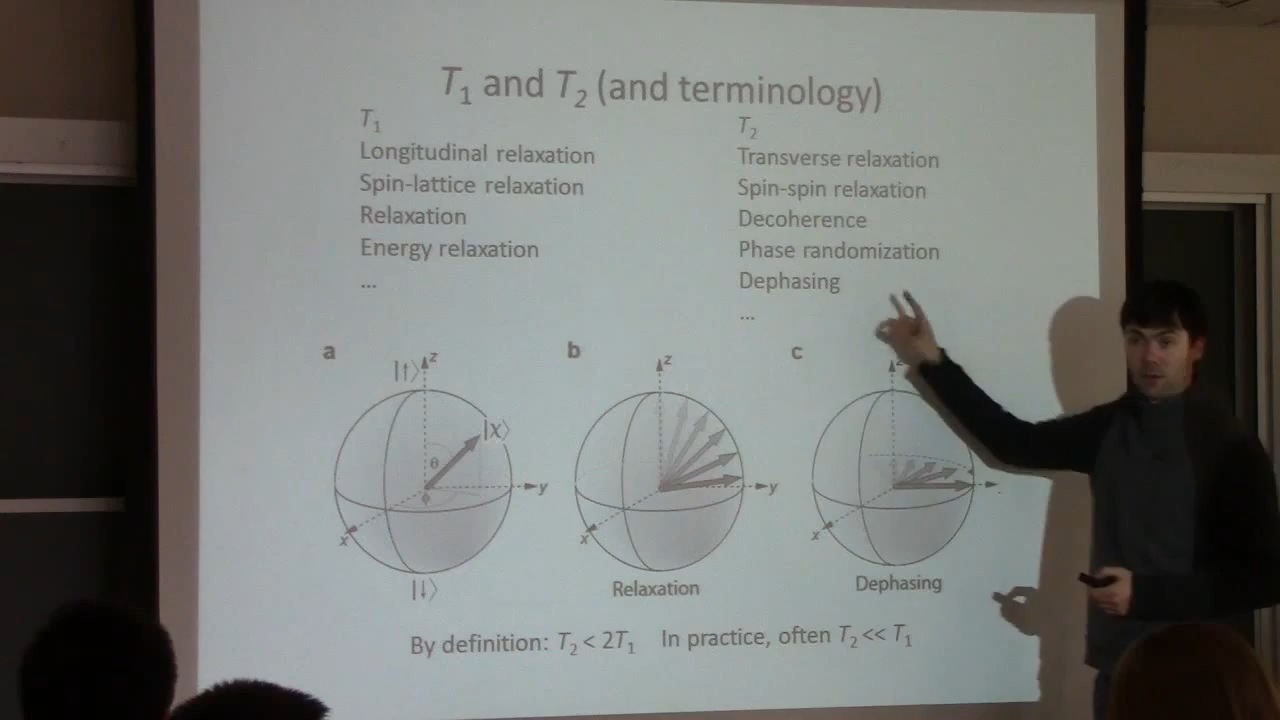 T₁ and T₂ (and terminology)
T₁
Longitudinal relaxation
Spin-lattice relaxation
Relaxation
Energy relaxation
...
T₂
Transverse relaxation
Spin-spin relaxation
Decoherence
Phase randomization
Dephasing
...
a
|↑⟩
z
|χ⟩
θ
ϕ
y
x
|↓⟩
b
z
y
x
Relaxation
c
z
x
Dephasing
By definition: T₂ < 2T₁ In practice, often T₂ << T₁